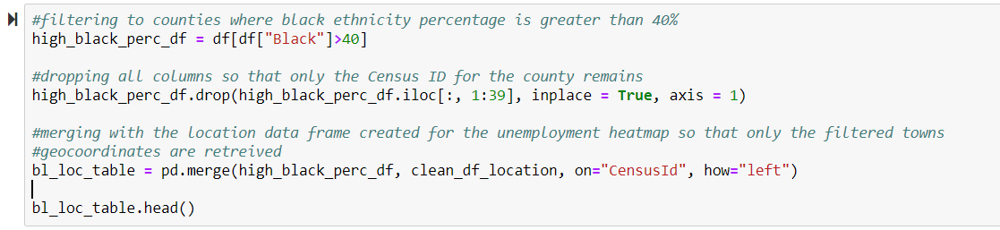 #filtering to counties where black ethnicity percentage is greater than 40%
high_black_perc_df = df[df["Black"]>40]
#dropping all columns so that only the Census ID for the county remains
high_black_perc_df.drop(high_black_perc_df.iloc[:, 1:39], inplace = True, axis = 1)
#merging with the location data frame created for the unemployment heatmap so that only the filtered towns
#geocoordinates are retreived
bl_loc_table = pd.merge(high_black_perc_df, clean_df_location, on="CensusId", how="left")
bl_loc_table.head()